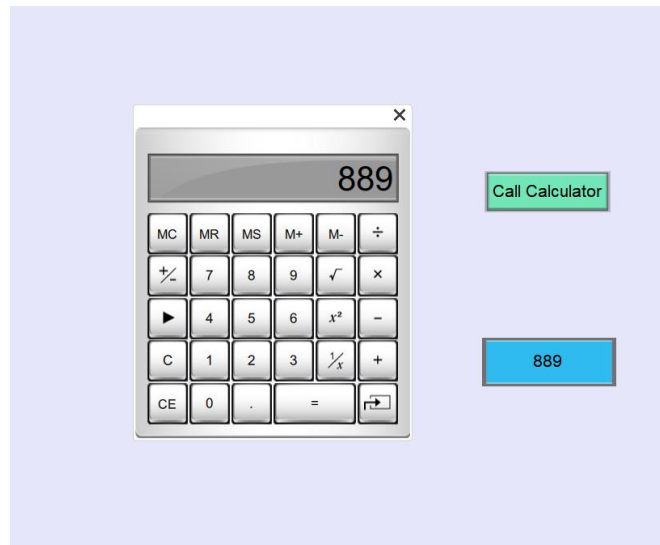 889
MC MR MS M+ M- ÷
+/- 7 8 9 √ ×
4 5 6 x² −
C 1 2 3 1/x +
CE 0 . =
Call Calculator
889